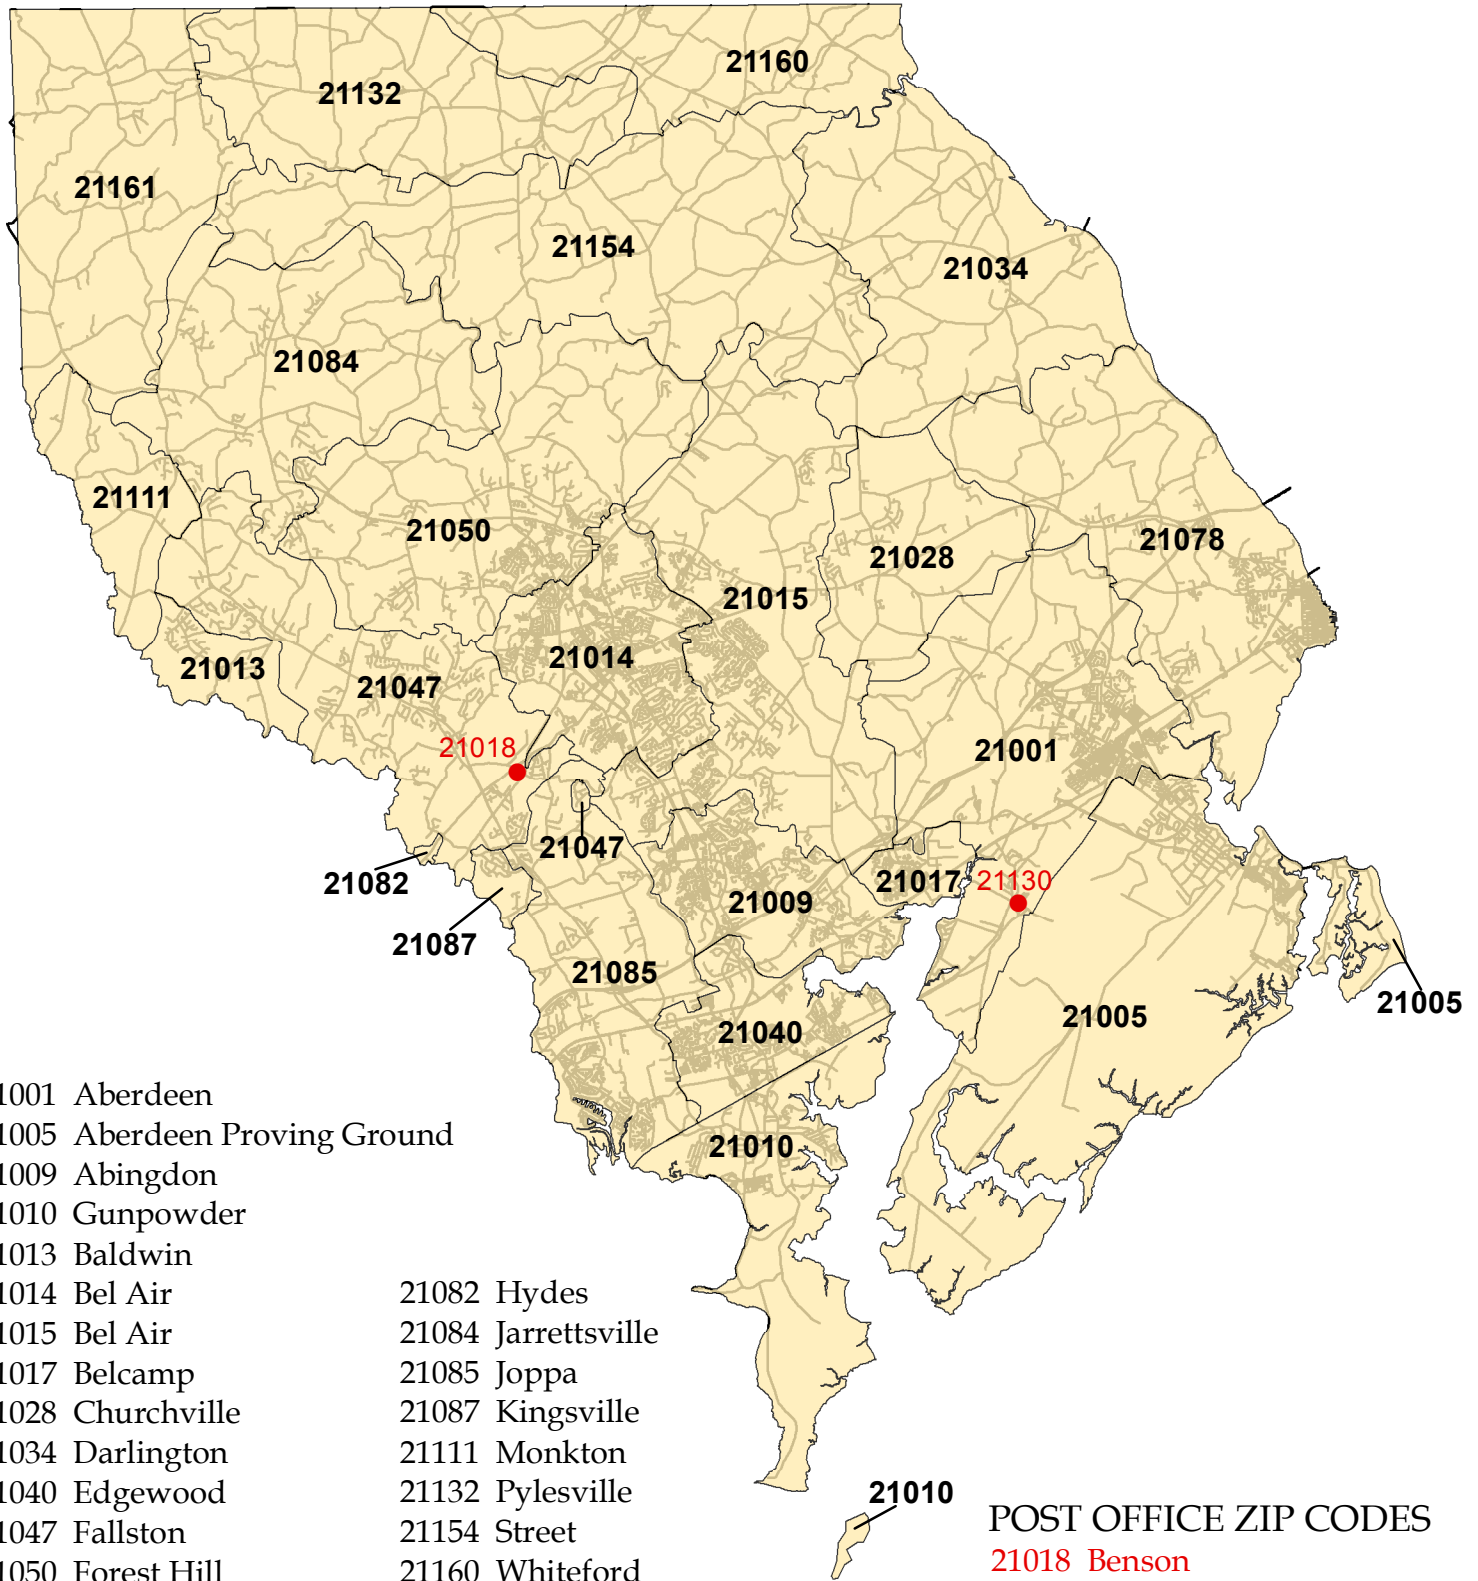 21160
21132
21161
21154
21034
21084
21111
21050
21078
21028
21015
21014
21013
21047
21018
21001
21047
21082
21017
21130
21009
21087
21085
21005
21005
21040
21010
1001 Aberdeen
1005 Aberdeen Proving Ground
1009 Abingdon
1010 Gunpowder
1013 Baldwin
1014 Bel Air
1015 Bel Air
1017 Belcamp
1028 Churchville
1034 Darlington
1040 Edgewood
1047 Fallston
1050 Forest Hill
21082 Hydes
21084 Jarrettsville
21085 Joppa
21087 Kingsville
21111 Monkton
21132 Pylesville
21154 Street
21160 Whiteford
21010
POST OFFICE ZIP CODES
21018 Benson